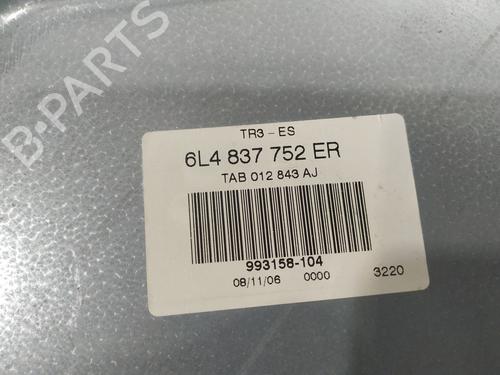 B-PARTS
TR3-ES
6L4 837 752 ER
TAB 012 843 AJ
993158-104
08/11/06 0000 3220